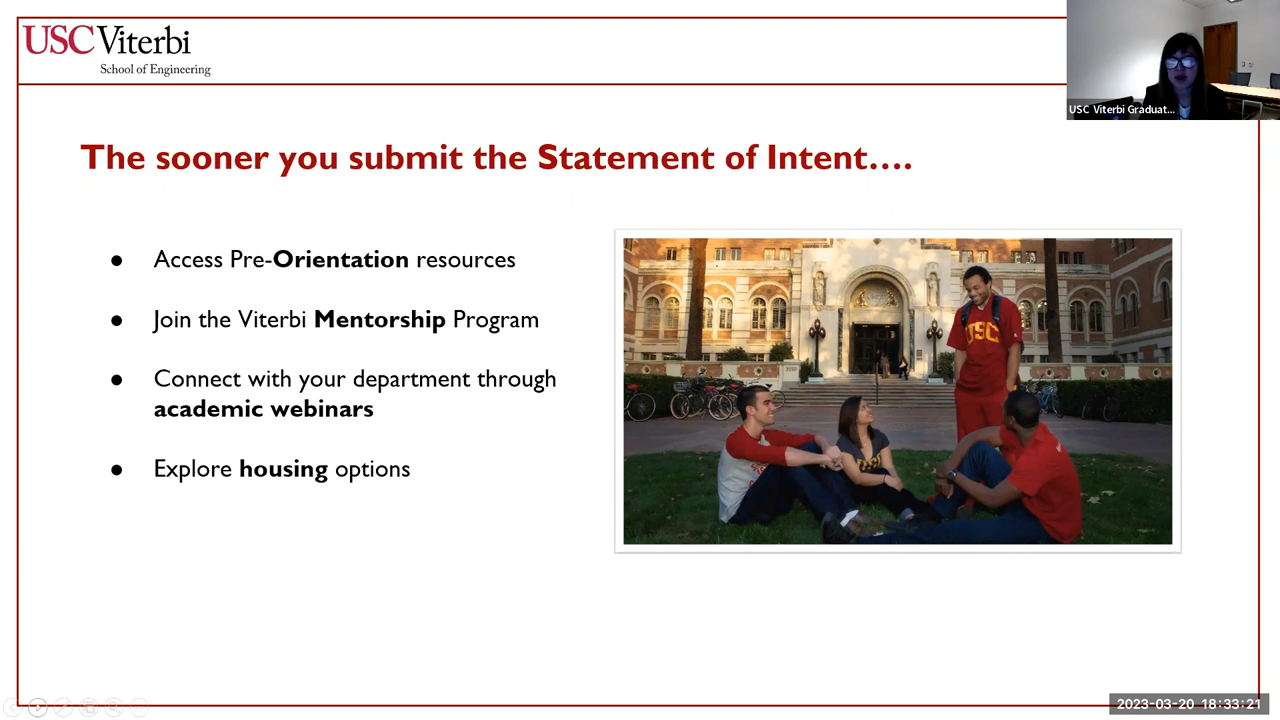 USC Viterbi
School of Engineering
USC Viterbi Graduat...
The sooner you submit the Statement of Intent….
● Access Pre-Orientation resources
● Join the Viterbi Mentorship Program
● Connect with your department through
academic webinars
● Explore housing options
USC
2023-03-20 18:33:21